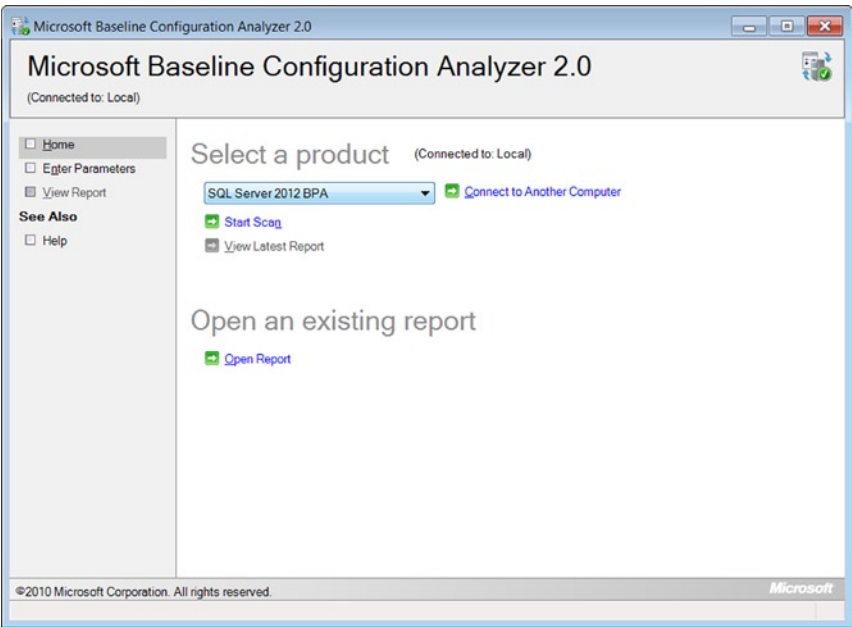 Microsoft Baseline Configuration Analyzer 2.0
Microsoft Baseline Configuration Analyzer 2.0
(Connected to: Local)
Home
Enter Parameters
View Report
See Also
Help
Select a product (Connected to: Local)
SQL Server 2012 BPA Connect to Another Computer
Start Scan
View Latest Report
Open an existing report
Open Report
©2010 Microsoft Corporation. All rights reserved. Microsoft